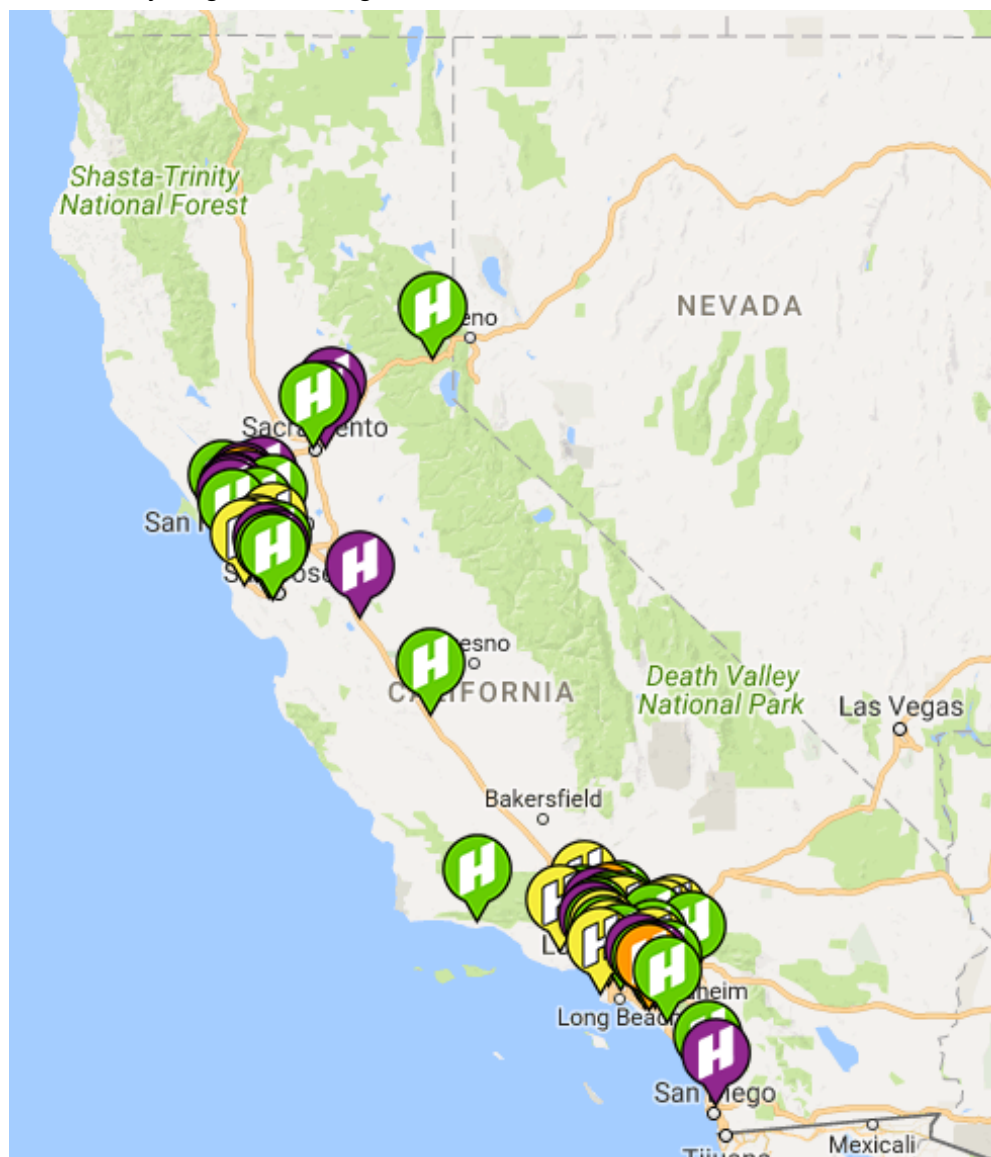 Shasta-Trinity
National Forest
NEVADA
Sacramento
San
Bakersfield
CALIFORNIA
Death Valley
National Park
Las Vegas
Long Beach
San Diego
Mexicali
H